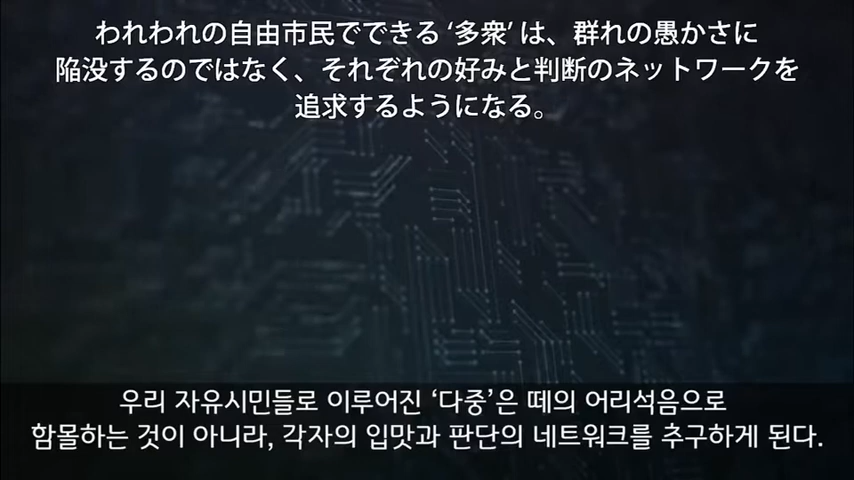 われわれの自由市民でできる ‘多衆’ は、群れの愚かさに
陥没するのではなく、それぞれの好みと判断のネットワークを
追求するようになる。
우리 자유시민들로 이루어진 ‘다중’은 떼의 어리석음으로
함몰하는 것이 아니라, 각자의 입맛과 판단의 네트워크를 추구하게 된다.